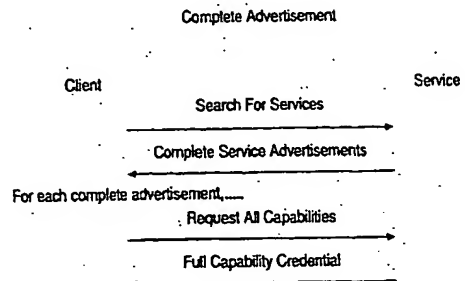 Complete Advertisement
Client
Service
Search For Services
Complete Service Advertisements
For each complete advertisement,.....
Request All Capabilities
Full Capability Credential